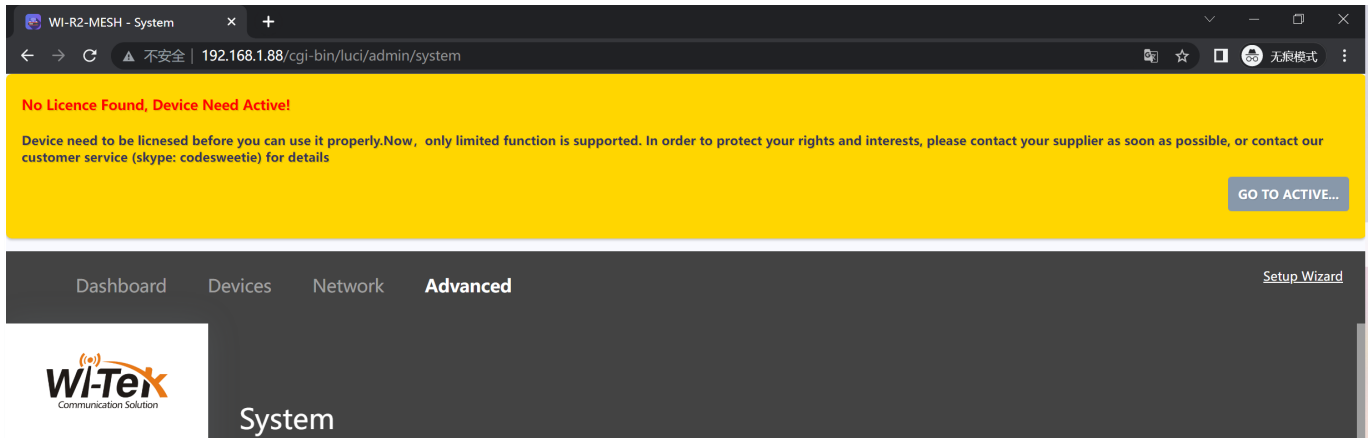 WI-R2-MESH - System
不安全 | 192.168.1.88/cgi-bin/luci/admin/system
无痕模式
No Licence Found, Device Need Active!
Device need to be licnesed before you can use it properly.Now，only limited function is supported. In order to protect your rights and interests, please contact your supplier as soon as possible, or contact our
customer service (skype: codesweetie) for details
GO TO ACTIVE...
Dashboard Devices Network Advanced
Setup Wizard
Wi-Tek
Communication Solution
System